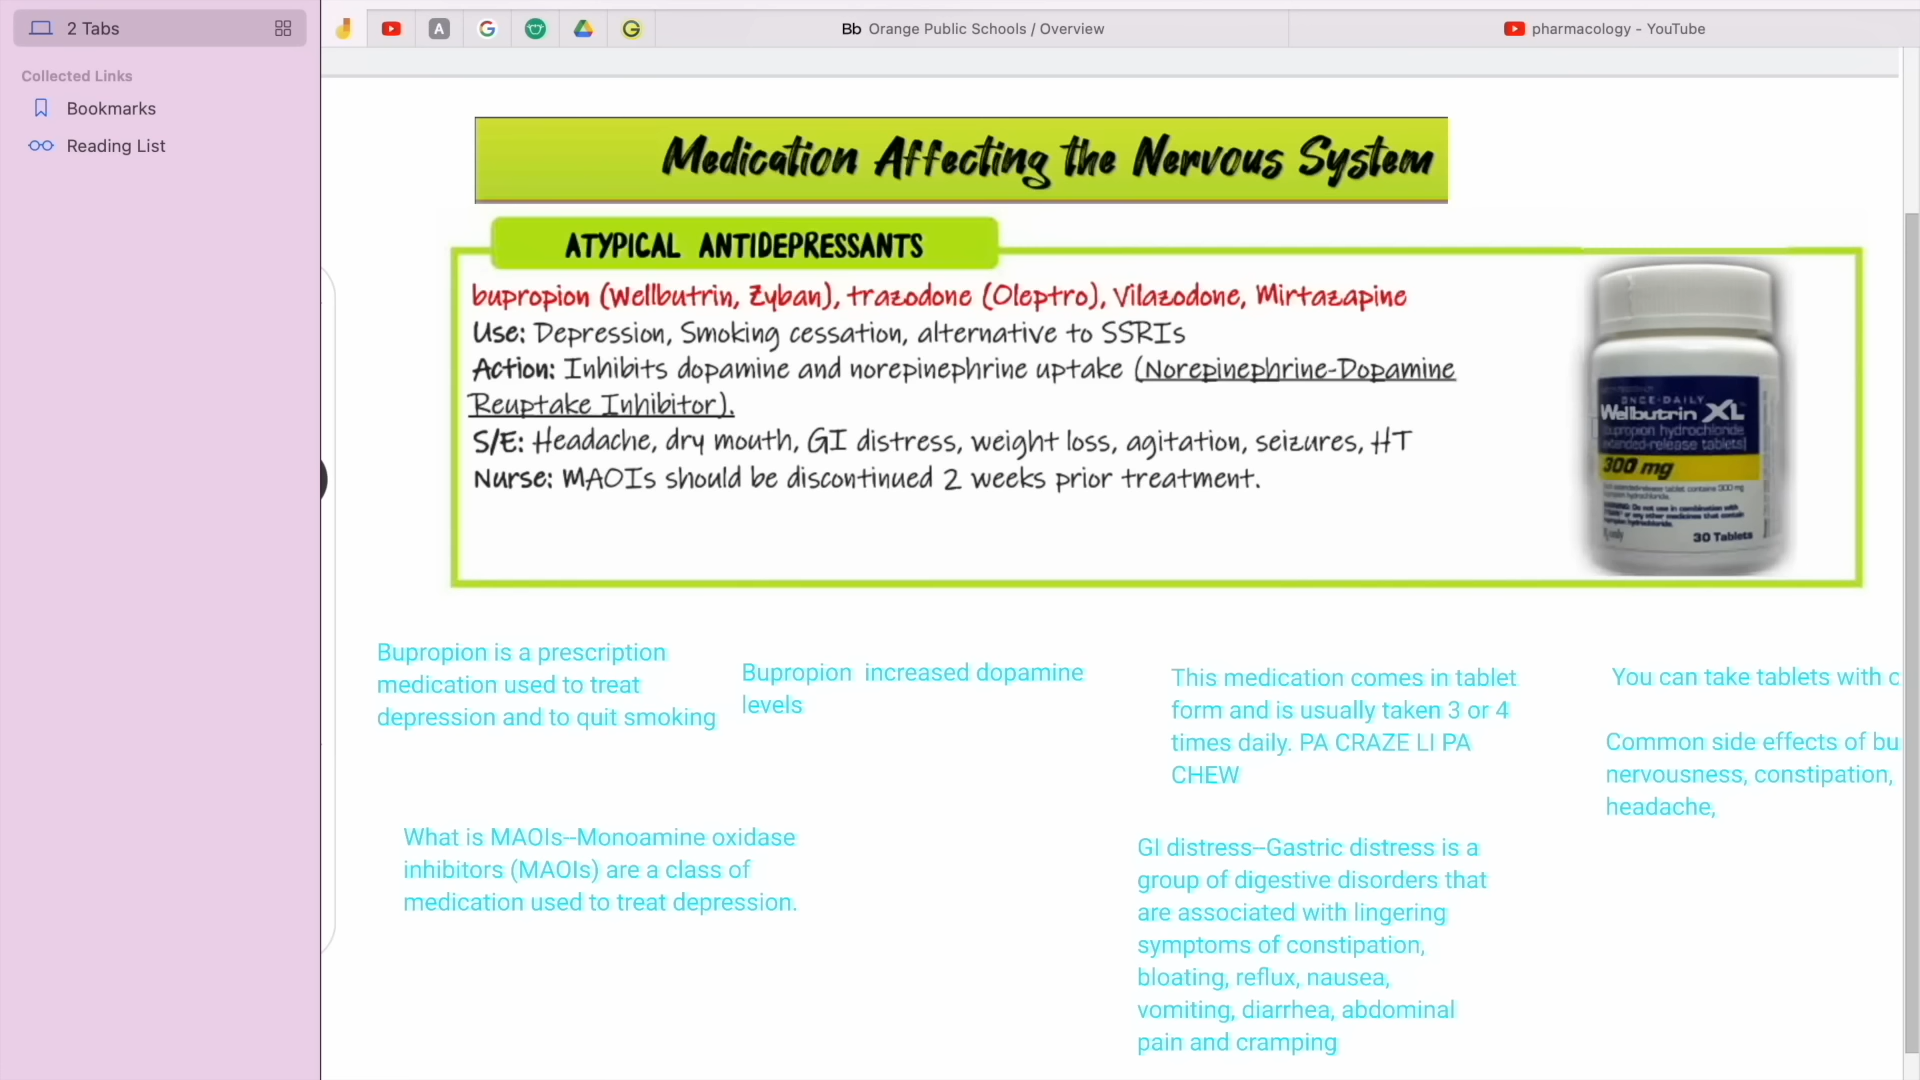 2 Tabs
Collected Links
Bookmarks
Reading List
A
G
G
Bb Orange Public Schools / Overview
pharmacology - YouTube
Medication Affecting the Nervous System
ATYPICAL ANTIDEPRESSANTS
bupropion (Wellbutrin, Zyban), trazodone (Oleptro), Vilazodone, Mirtazapine
Use: Depression, Smoking cessation, alternative to SSRIs
Action: Inhibits dopamine and norepinephrine uptake (Norepinephrine-Dopamine
Reuptake Inhibitor).
S/E: Headache, dry mouth, GI distress, weight loss, agitation, seizures, HT
Nurse: MAOIs should be discontinued 2 weeks prior treatment.
ONCE-DAILY
Wellbutrin XL
(bupropion hydrochloride
extended-release tablets)
300 mg
30 Tablets
Bupropion is a prescription
medication used to treat
depression and to quit smoking
Bupropion increased dopamine
levels
This medication comes in tablet
form and is usually taken 3 or 4
times daily. PA CRAZE LI PA
CHEW
You can take tablets with c
Common side effects of bu
nervousness, constipation,
headache,
What is MAOIs--Monoamine oxidase
inhibitors (MAOIs) are a class of
medication used to treat depression.
GI distress--Gastric distress is a
group of digestive disorders that
are associated with lingering
symptoms of constipation,
bloating, reflux, nausea,
vomiting, diarrhea, abdominal
pain and cramping